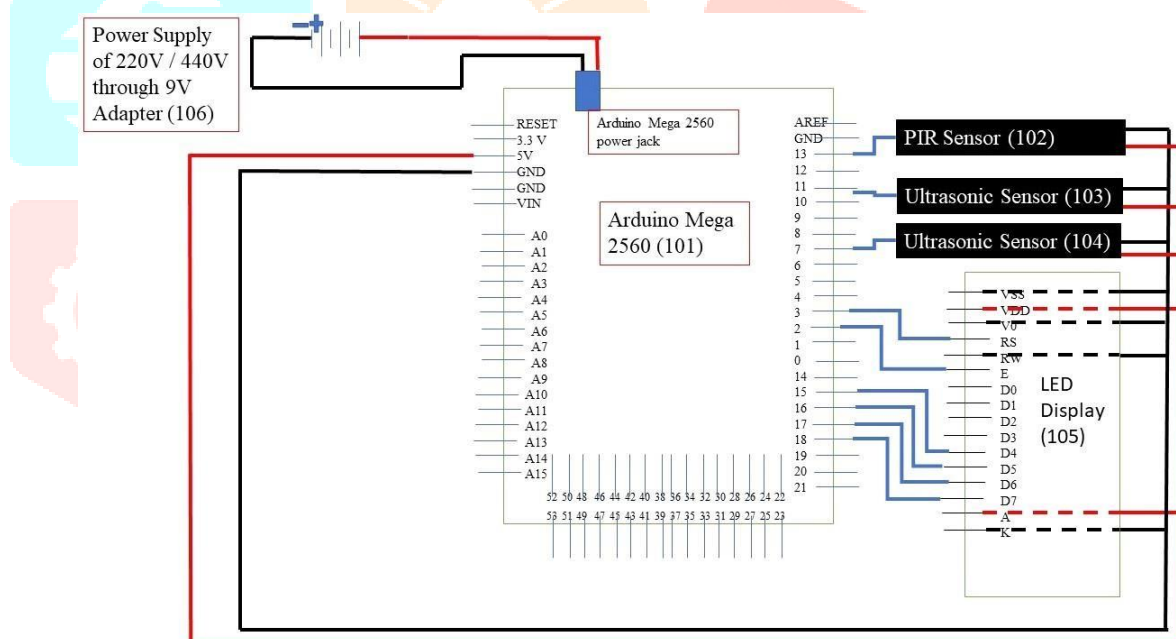 Power Supply
of 220V / 440V
through 9V
Adapter (106)
Arduino Mega 2560
power jack
RESET
3.3 V
5V
GND
GND
VIN
A0
A1
A2
A3
A4
A5
A6
A7
A8
A9
A10
A11
A12
A13
A14
A15
Arduino Mega
2560 (101)
AREF
GND
13
12
11
10
9
8
7
6
5
4
3
2
1
0
14
15
16
17
18
19
20
21
52 50 48 46 44 42 40 38 36 34 32 30 28 26 24 22
53 51 49 47 45 43 41 39 37 35 33 31 29 27 25 23
PIR Sensor (102)
Ultrasonic Sensor (103)
Ultrasonic Sensor (104)
VSS
VDD
V0
RS
RW
E
D0
D1
D2
D3
D4
D5
D6
D7
A
K
LED
Display
(105)